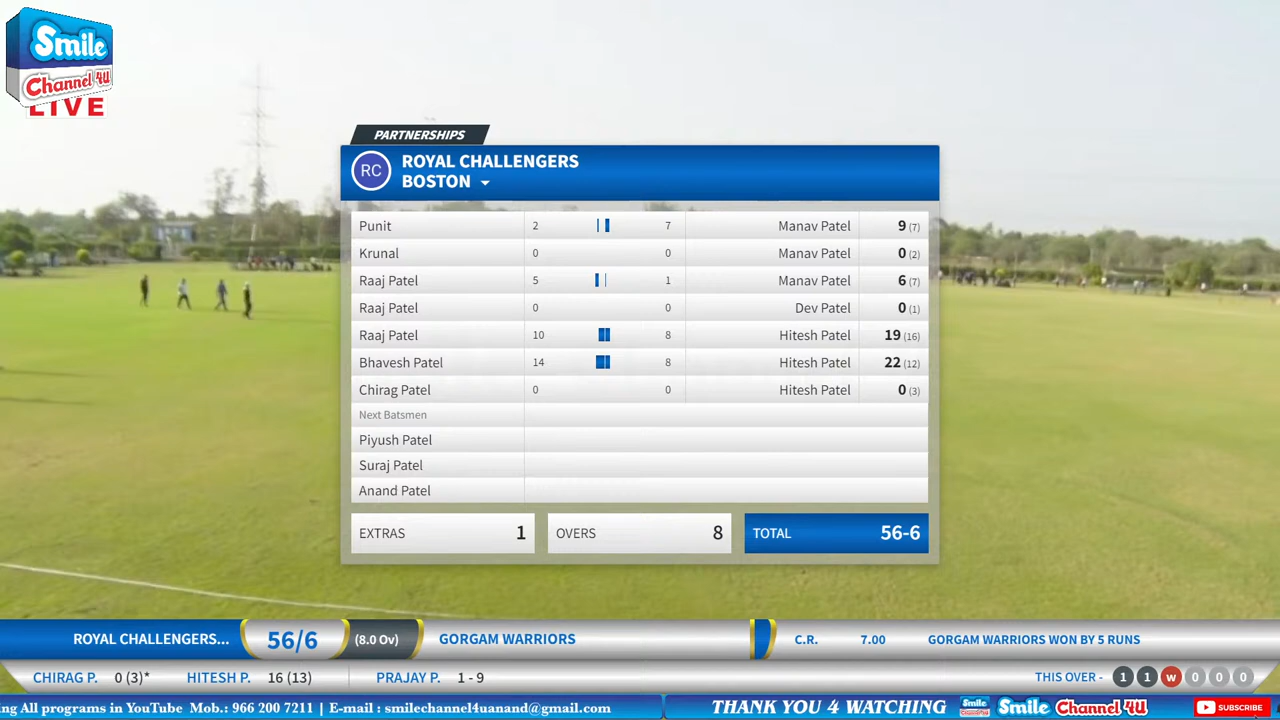 Smile
Channel 4U
LIVE
PARTNERSHIPS
RC
ROYAL CHALLENGERS
BOSTON
Punit 2 7 Manav Patel 9 (7)
Krunal 0 0 Manav Patel 0 (2)
Raaj Patel 5 1 Manav Patel 6 (7)
Raaj Patel 0 0 Dev Patel 0 (1)
Raaj Patel 10 8 Hitesh Patel 19 (16)
Bhavesh Patel 14 8 Hitesh Patel 22 (12)
Chirag Patel 0 0 Hitesh Patel 0 (3)
Next Batsmen
Piyush Patel
Suraj Patel
Anand Patel
EXTRAS 1 OVERS 8 TOTAL 56-6
ROYAL CHALLENGERS... 56/6 (8.0 Ov) GORGAM WARRIORS C.R. 7.00 GORGAM WARRIORS WON BY 5 RUNS
CHIRAG P. 0 (3)* HITESH P. 16 (13) PRAJAY P. 1 - 9 THIS OVER - 1 1 W 0 0 0
ng All programs in YouTube Mob.: 966 200 7211 | E-mail : smilechannel4uanand@gmail.com THANK YOU 4 WATCHING Smile Channel 4U SUBSCRIBE